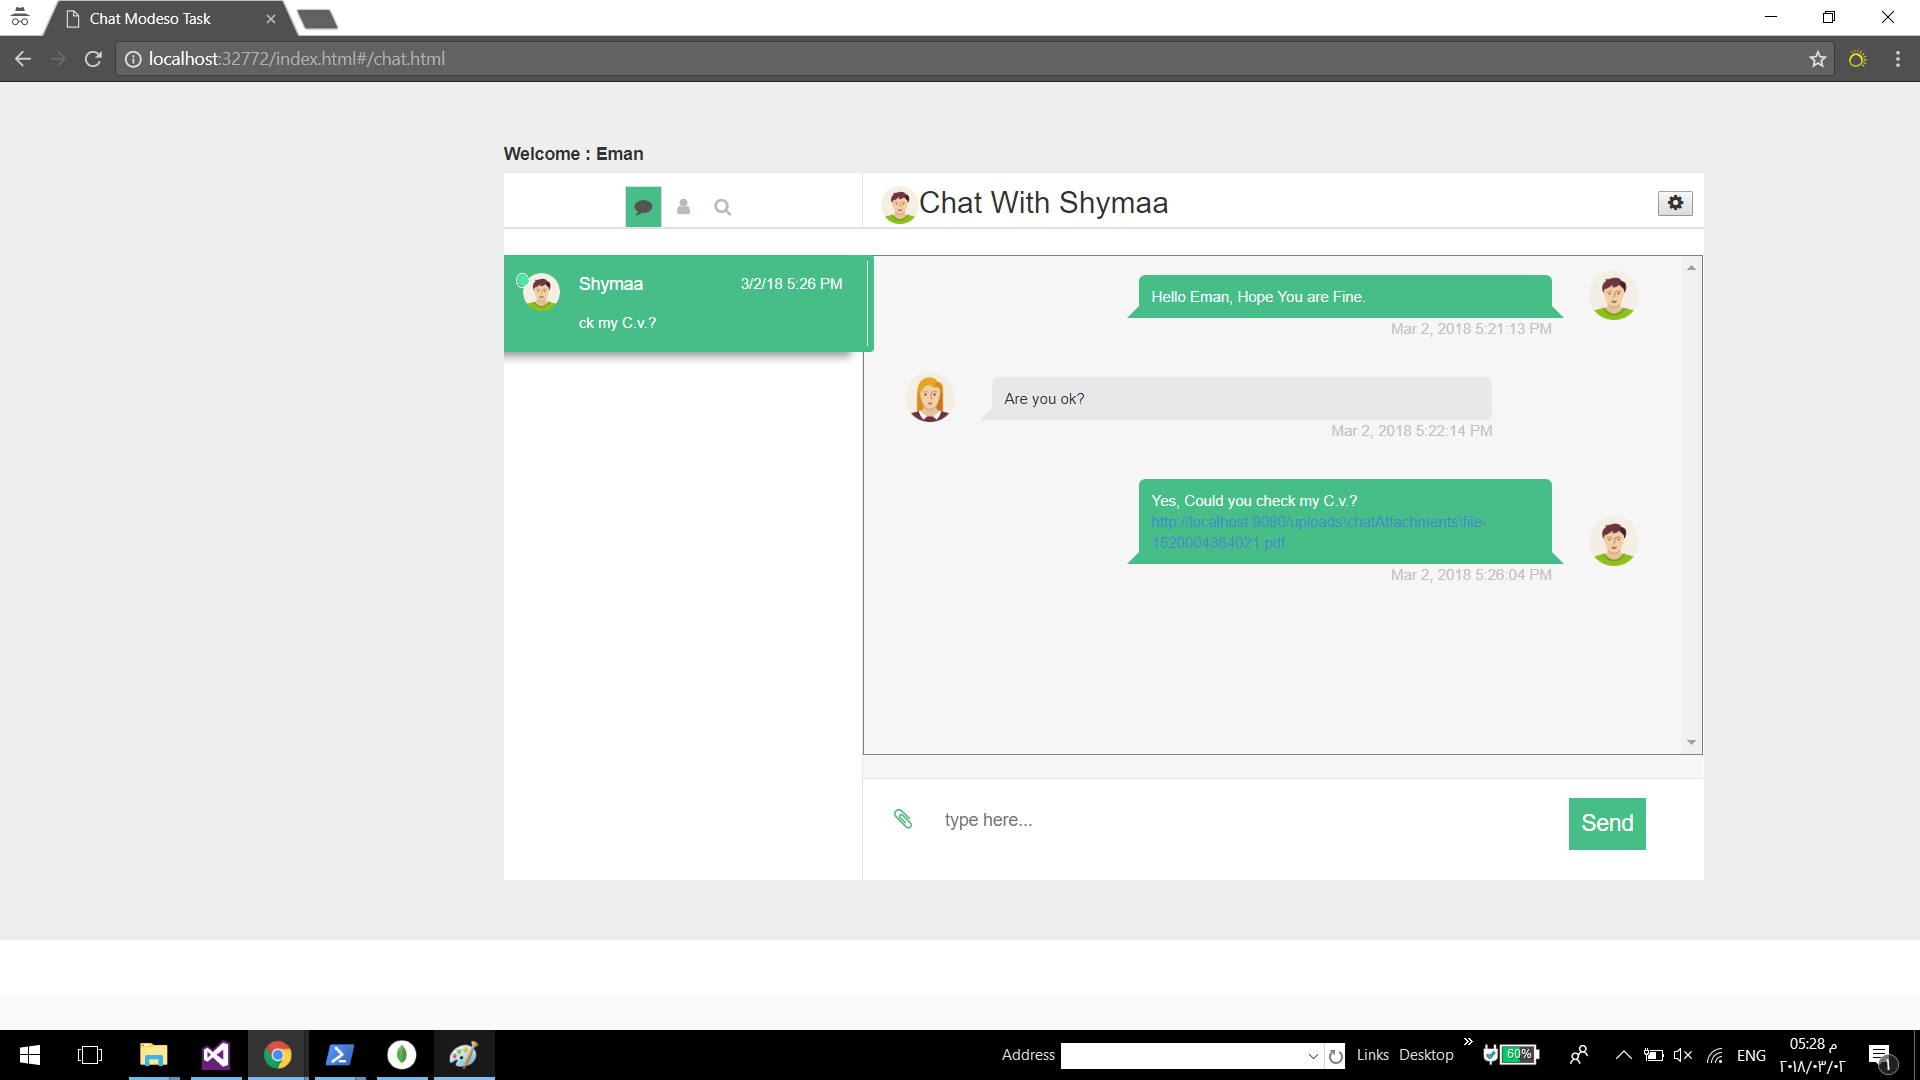 Chat Modeso Task
localhost:32772/index.html#/chat.html
Welcome : Eman
Chat With Shymaa
Shymaa
3/2/18 5:26 PM
ck my C.v.?
Hello Eman, Hope You are Fine.
Mar 2, 2018 5:21:13 PM
Are you ok?
Mar 2, 2018 5:22:14 PM
Yes, Could you check my C.v.?
http://localhost:9080/uploads\chatAttachments\file-
1520004364021.pdf
Mar 2, 2018 5:26:04 PM
type here...
Send
Address
Links
Desktop
60%
ENG
05:28 م
٢٠١٨/٠٣/٠٢
١